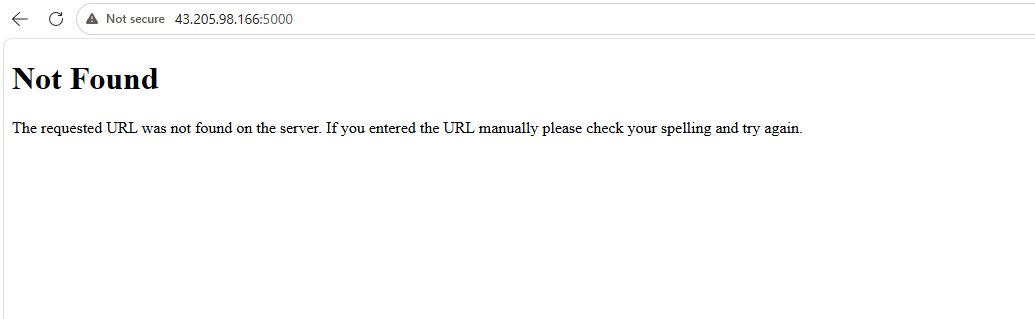 Not secure 43.205.98.166:5000
Not Found
The requested URL was not found on the server. If you entered the URL manually please check your spelling and try again.